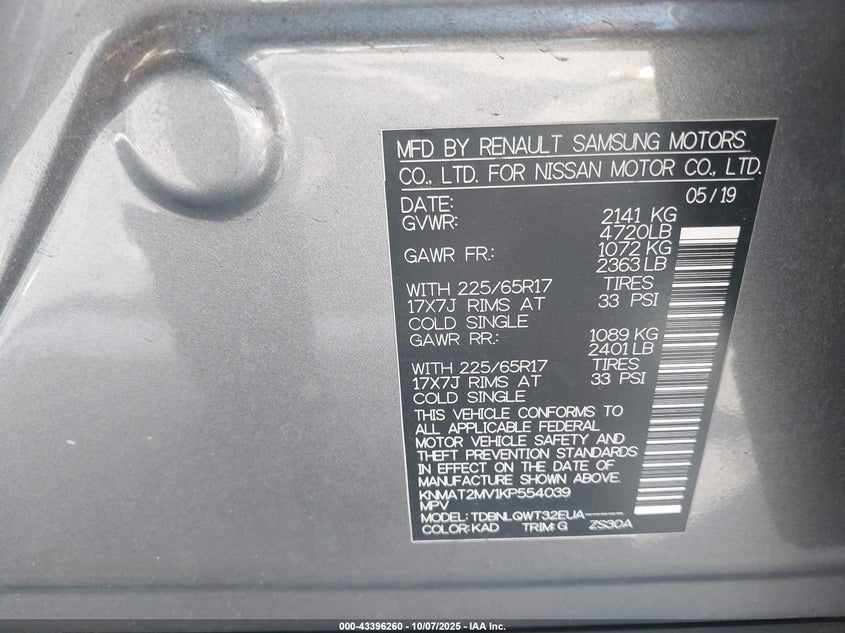 MFD BY RENAULT SAMSUNG MOTORS
CO., LTD. FOR NISSAN MOTOR CO., LTD.
DATE: 05/19
GVWR: 2141 KG
4720LB
GAWR FR.: 1072 KG
2363 LB
WITH 225/65R17 TIRES
17X7J RIMS AT 33 PSI
COLD SINGLE
GAWR RR.: 1089 KG
2401 LB
WITH 225/65R17 TIRES
17X7J RIMS AT 33 PSI
COLD SINGLE
THIS VEHICLE CONFORMS TO
ALL APPLICABLE FEDERAL
MOTOR VEHICLE SAFETY AND
THEFT PREVENTION STANDARDS
IN EFFECT ON THE DATE OF
MANUFACTURE SHOWN ABOVE.
KNMAT2MV1KP554039
MPV
MODEL: TDBNLQWT32EUA-----
COLOR: KAD TRIM: G ZS30A
000-43396260 - 10/07/2025 - IAA Inc.